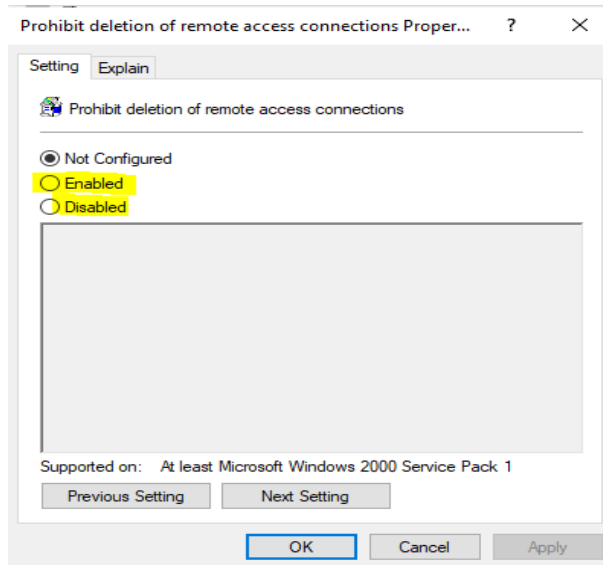 Prohibit deletion of remote access connections Proper... ? ✕
Setting Explain
Prohibit deletion of remote access connections
Not Configured
Enabled
Disabled
Supported on: At least Microsoft Windows 2000 Service Pack 1
Previous Setting Next Setting
OK Cancel Apply